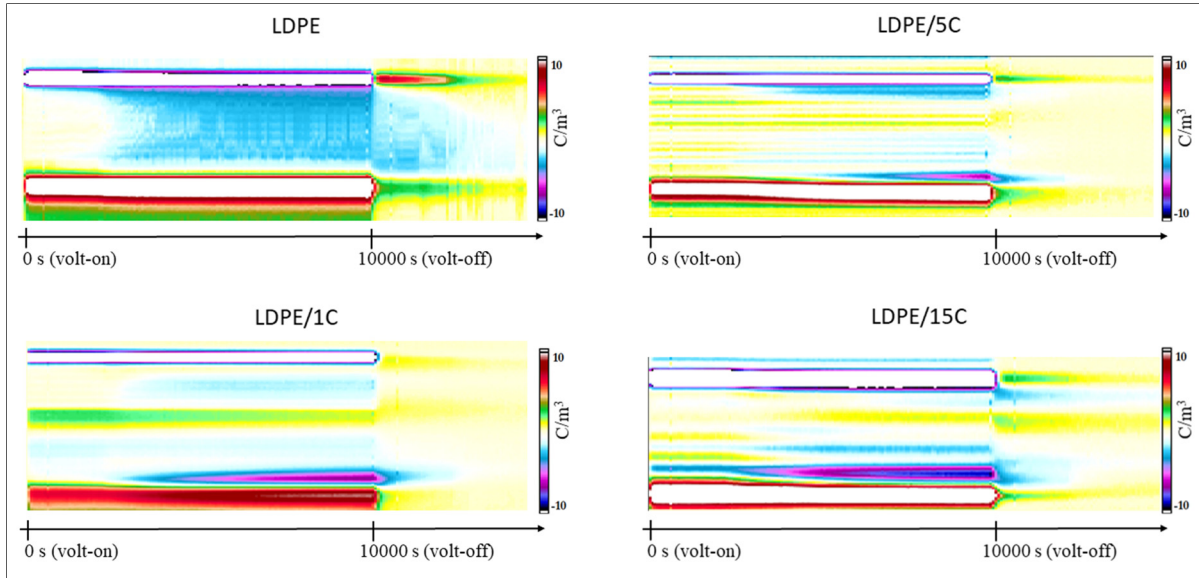 LDPE
10
C/m³
-10
0 s (volt-on)
10000 s (volt-off)
LDPE/5C
10
C/m³
-10
0 s (volt-on)
10000 s (volt-off)
LDPE/1C
10
C/m³
-10
0 s (volt-on)
10000 s (volt-off)
LDPE/15C
10
C/m³
-10
0 s (volt-on)
10000 s (volt-off)